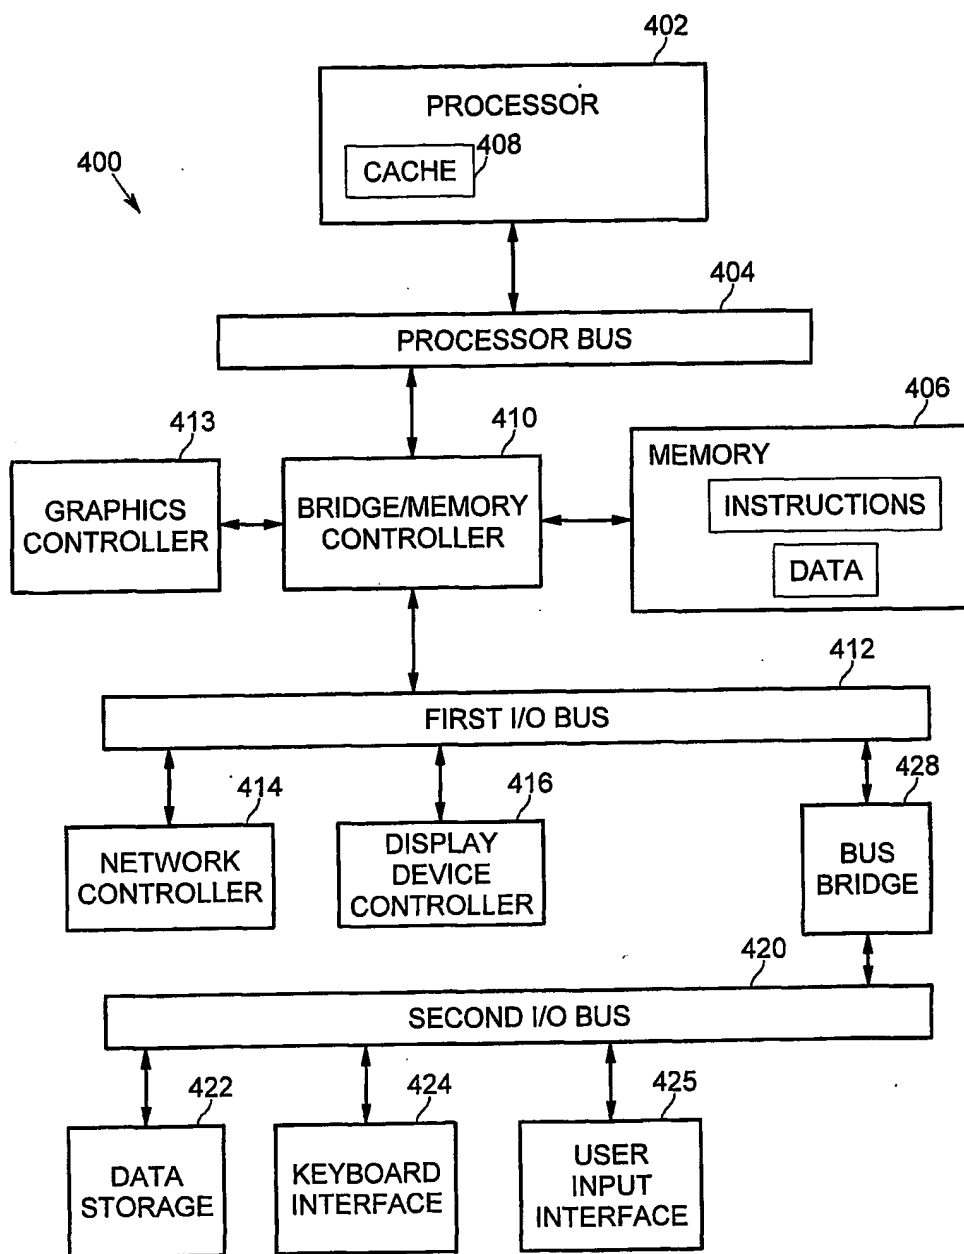 402
PROCESSOR
CACHE
408
400
404
PROCESSOR BUS
413
GRAPHICS
CONTROLLER
410
BRIDGE/MEMORY
CONTROLLER
406
MEMORY
INSTRUCTIONS
DATA
412
FIRST I/O BUS
414
NETWORK
CONTROLLER
416
DISPLAY
DEVICE
CONTROLLER
428
BUS
BRIDGE
420
SECOND I/O BUS
422
DATA
STORAGE
424
KEYBOARD
INTERFACE
425
USER
INPUT
INTERFACE